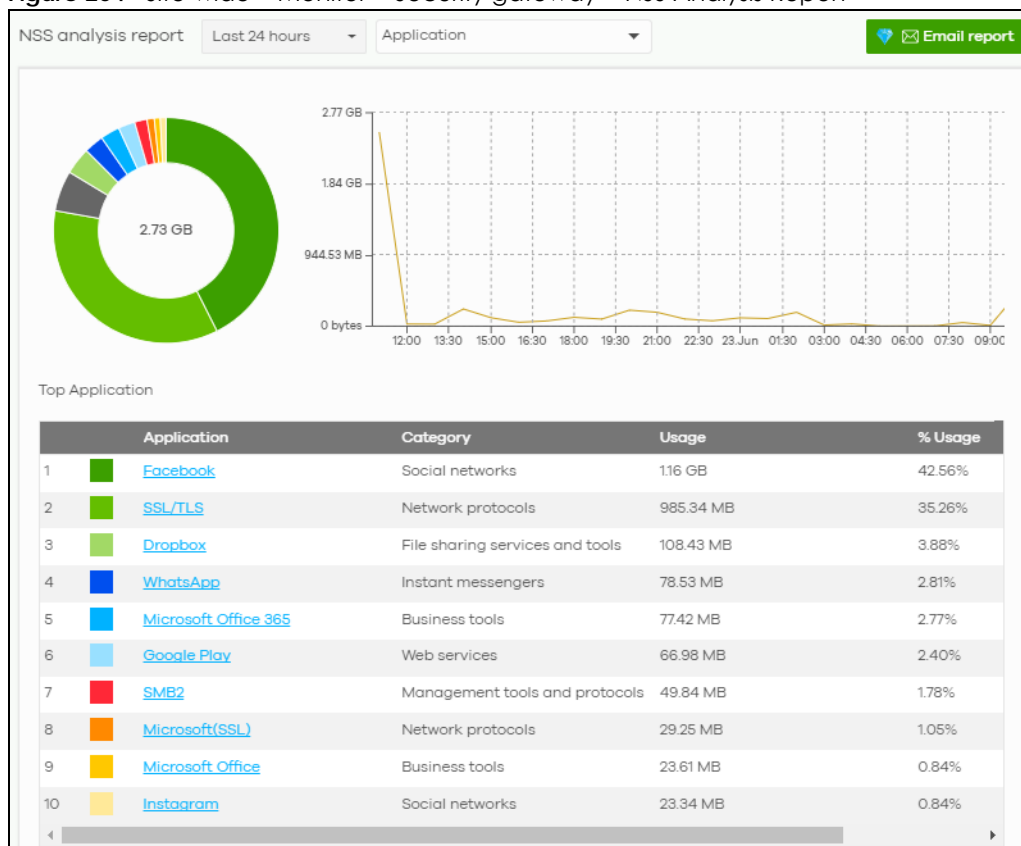 NSS analysis report Last 24 hours Application Email report
2.77 GB
1.84 GB
944.53 MB
0 bytes
2.73 GB
12:00 13:30 15:00 16:30 18:00 19:30 21:00 22:30 23. Jun 01:30 03:00 04:30 06:00 07:30 09:00
Top Application
Application Category Usage % Usage
1 Facebook Social networks 1.16 GB 42.56%
2 SSL/TLS Network protocols 985.34 MB 35.26%
3 Dropbox File sharing services and tools 108.43 MB 3.88%
4 WhatsApp Instant messengers 78.53 MB 2.81%
5 Microsoft Office 365 Business tools 77.42 MB 2.77%
6 Google Play Web services 66.98 MB 2.40%
7 SMB2 Management tools and protocols 49.84 MB 1.78%
8 Microsoft(SSL) Network protocols 29.25 MB 1.05%
9 Microsoft Office Business tools 23.61 MB 0.84%
10 Instagram Social networks 23.34 MB 0.84%